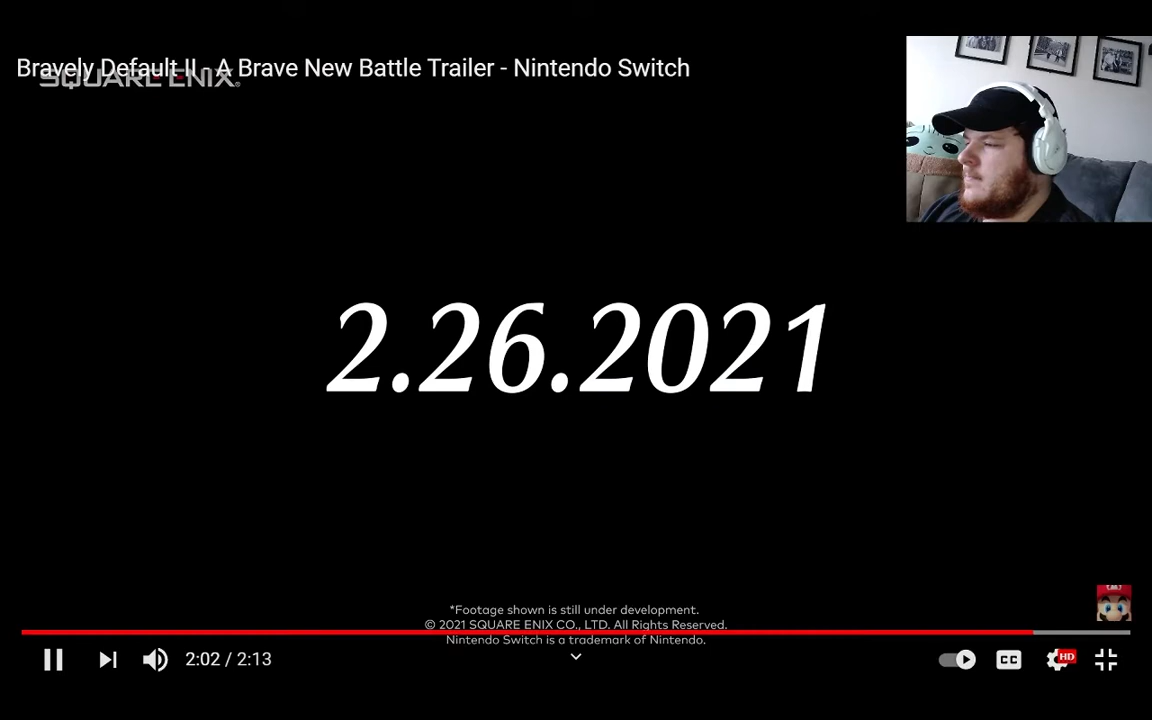 Bravely Default II - A Brave New Battle Trailer - Nintendo Switch
SQUARE ENIX®
2.26.2021
*Footage shown is still under development.
© 2021 SQUARE ENIX CO., LTD. All Rights Reserved.
Nintendo Switch is a trademark of Nintendo.
2:02 / 2:13
CC
HD